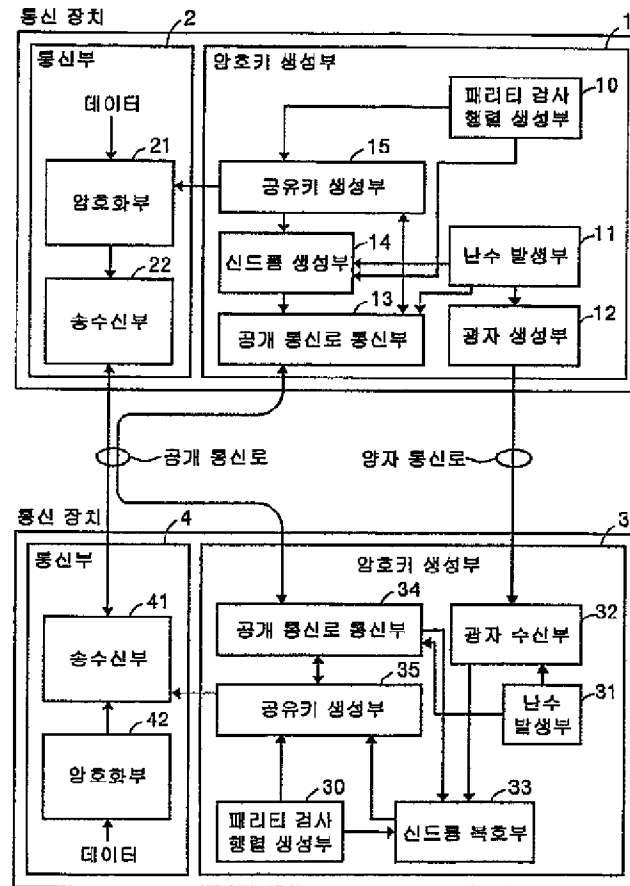 통신 장치
2
1
통신부
암호키 생성부
데이터
패리티 검사
행렬 생성부
10
21
암호화부
15
공유키 생성부
22
송수신부
14
신드롬 생성부
난수 발생부
11
13
공개 통신로 통신부
12
광자 생성부
공개 통신로
양자 통신로
통신 장치
4
3
통신부
암호키 생성부
41
송수신부
34
공개 통신로 통신부
32
광자 수신부
35
공유키 생성부
31
난수
발생부
42
암호화부
30
패리티 검사
행렬 생성부
33
신드롬 복호부
데이터